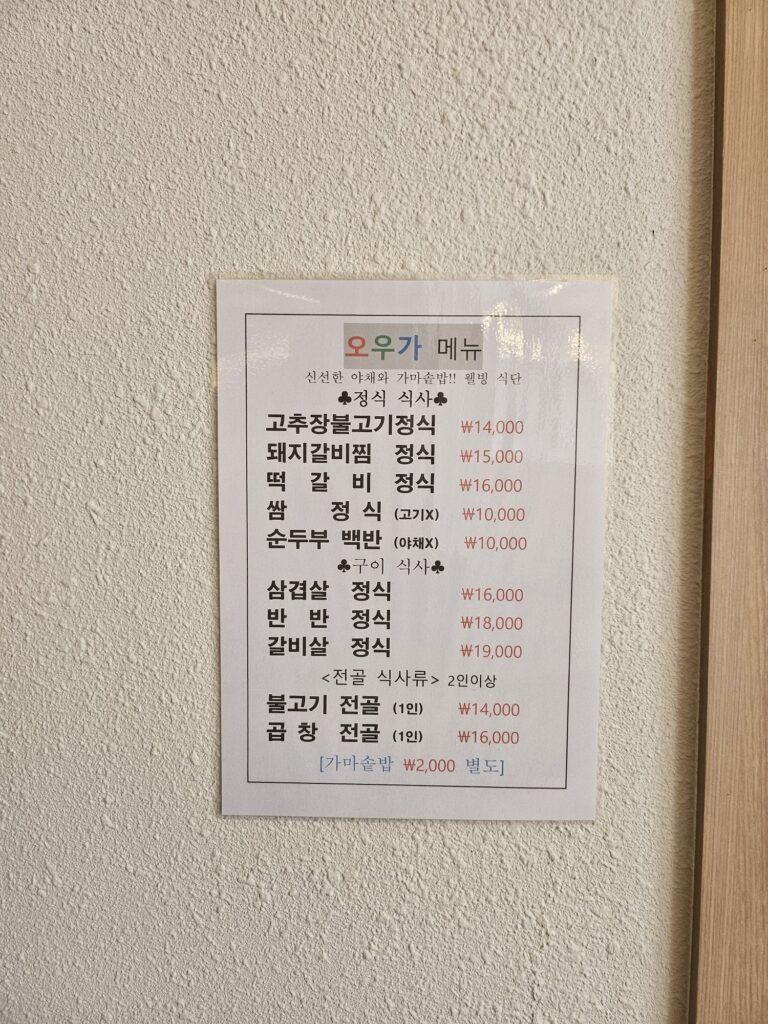 오우가 메뉴
신선한 야채와 가마솥밥!! 웰빙 식단
♣정식 식사♣
고추장불고기정식 ₩14,000
돼지갈비찜 정식 ₩15,000
떡 갈 비 정식 ₩16,000
쌈 정 식 (고기X) ₩10,000
순두부 백반 (야채X) ₩10,000
♣구이 식사♣
삼겹살 정식 ₩16,000
반 반 정식 ₩18,000
갈비살 정식 ₩19,000
<전골 식사류> 2인이상
불고기 전골 (1인) ₩14,000
곱 창 전골 (1인) ₩16,000
[가마솥밥 ₩2,000 별도]